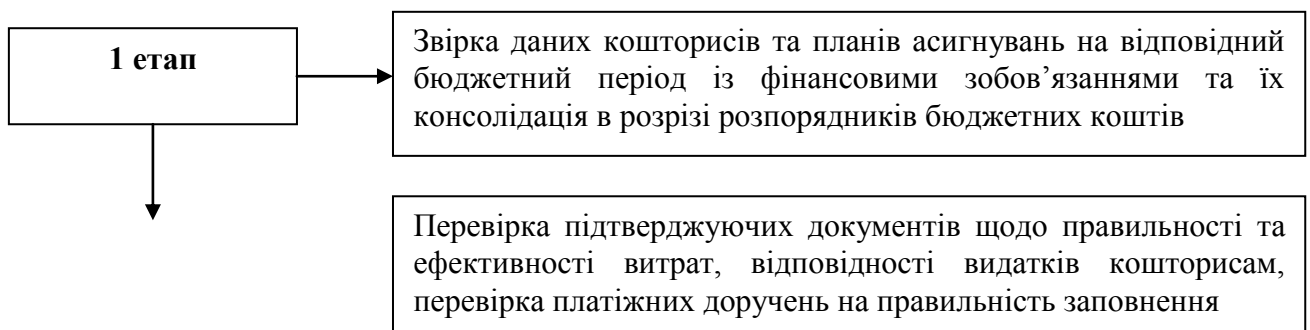 1 етап
Звірка даних кошторисів та планів асигнувань на відповідний
бюджетний період із фінансовими зобов’язаннями та їх
консолідація в розрізі розпорядників бюджетних коштів
Перевірка підтверджуючих документів щодо правильності та
ефективності витрат, відповідності видатків кошторисам,
перевірка платіжних доручень на правильність заповнення